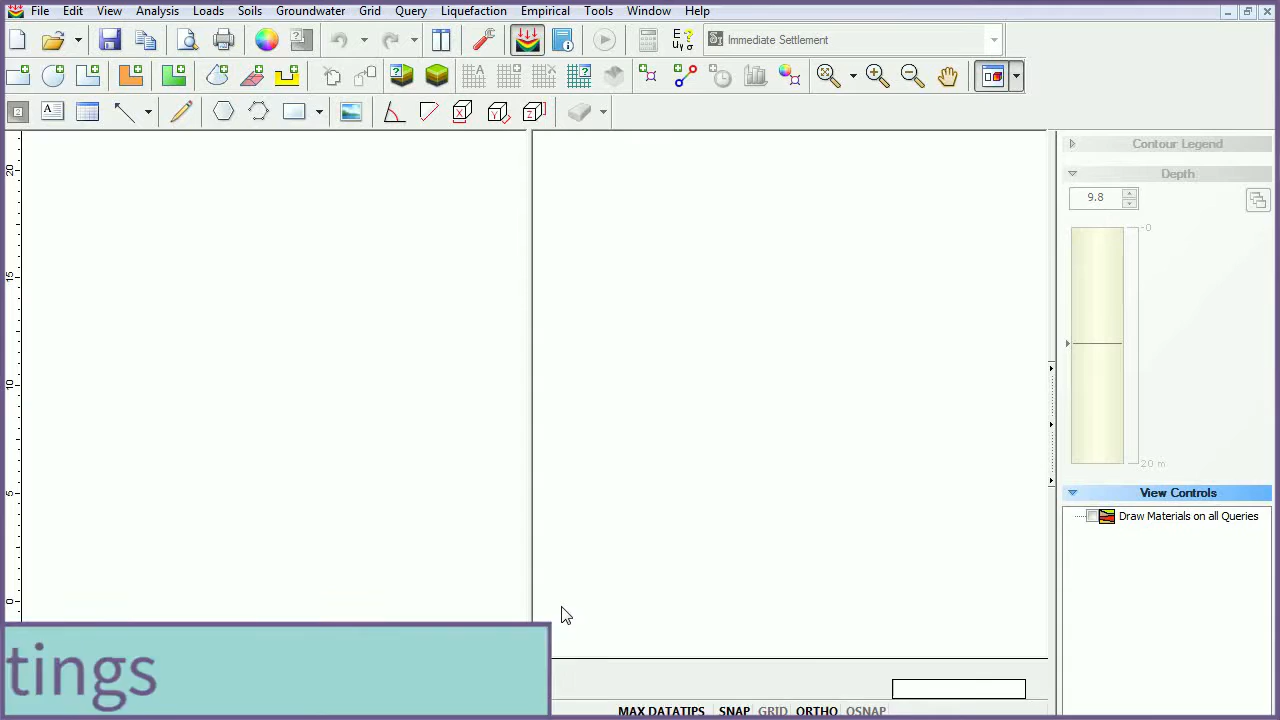 File Edit View Analysis Loads Soils Groundwater Grid Query Liquefaction Empirical Tools Window Help
Immediate Settlement
Contour Legend
Depth
9.8
-0
20 m
View Controls
Draw Materials on all Queries
20
15
10
5
0
tings
MAX DATATIPS SNAP GRID ORTHO OSNAP